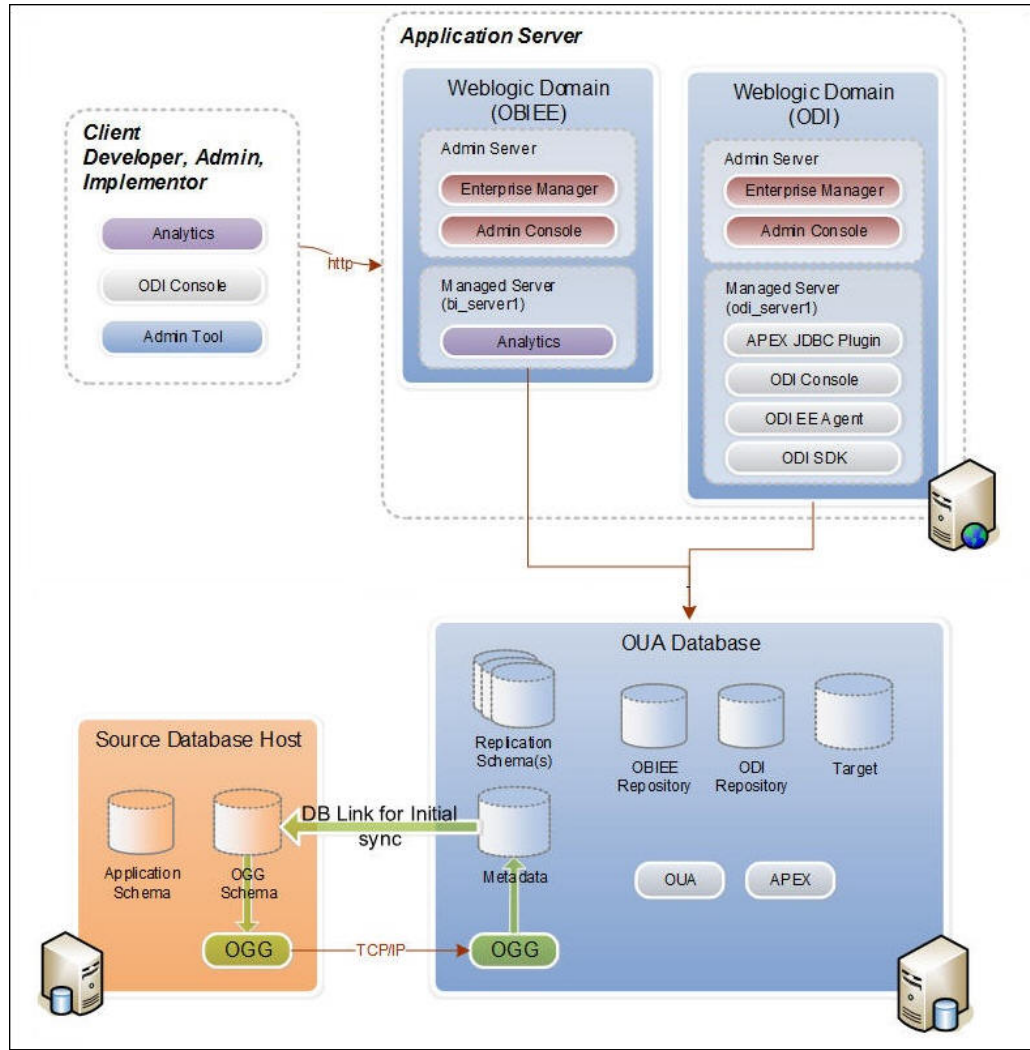 Application Server
Client
Developer, Admin,
Implementor
Analytics
ODI Console
Admin Tool
http
Weblogic Domain
(OBIEE)
Admin Server
Enterprise Manager
Admin Console
Managed Server
(bi_server1)
Analytics
Weblogic Domain
(ODI)
Admin Server
Enterprise Manager
Admin Console
Managed Server
(odi_server1)
APEX JDBC Plugin
ODI Console
ODI EE Agent
ODI SDK
OUA Database
Replication
Schema(s)
OBIEE
Repository
ODI
Repository
Target
Metadata
OUA
APEX
OGG
Source Database Host
Application
Schema
OGG
Schema
OGG
DB Link for Initial
sync
TCP/IP